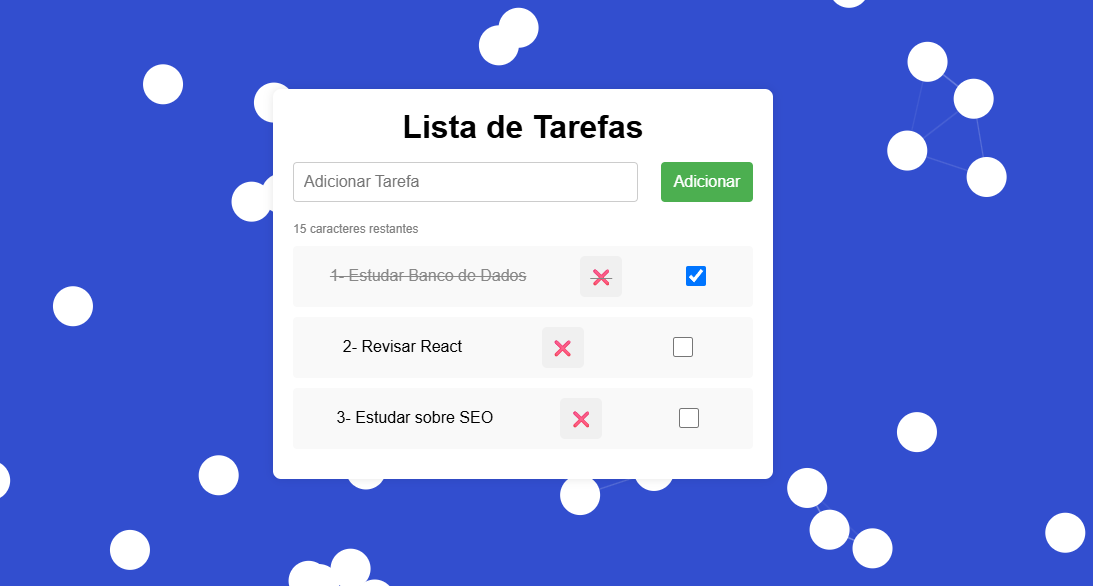 Lista de Tarefas
Adicionar Tarefa
Adicionar
15 caracteres restantes
1- Estudar Banco de Dados
2- Revisar React
3- Estudar sobre SEO